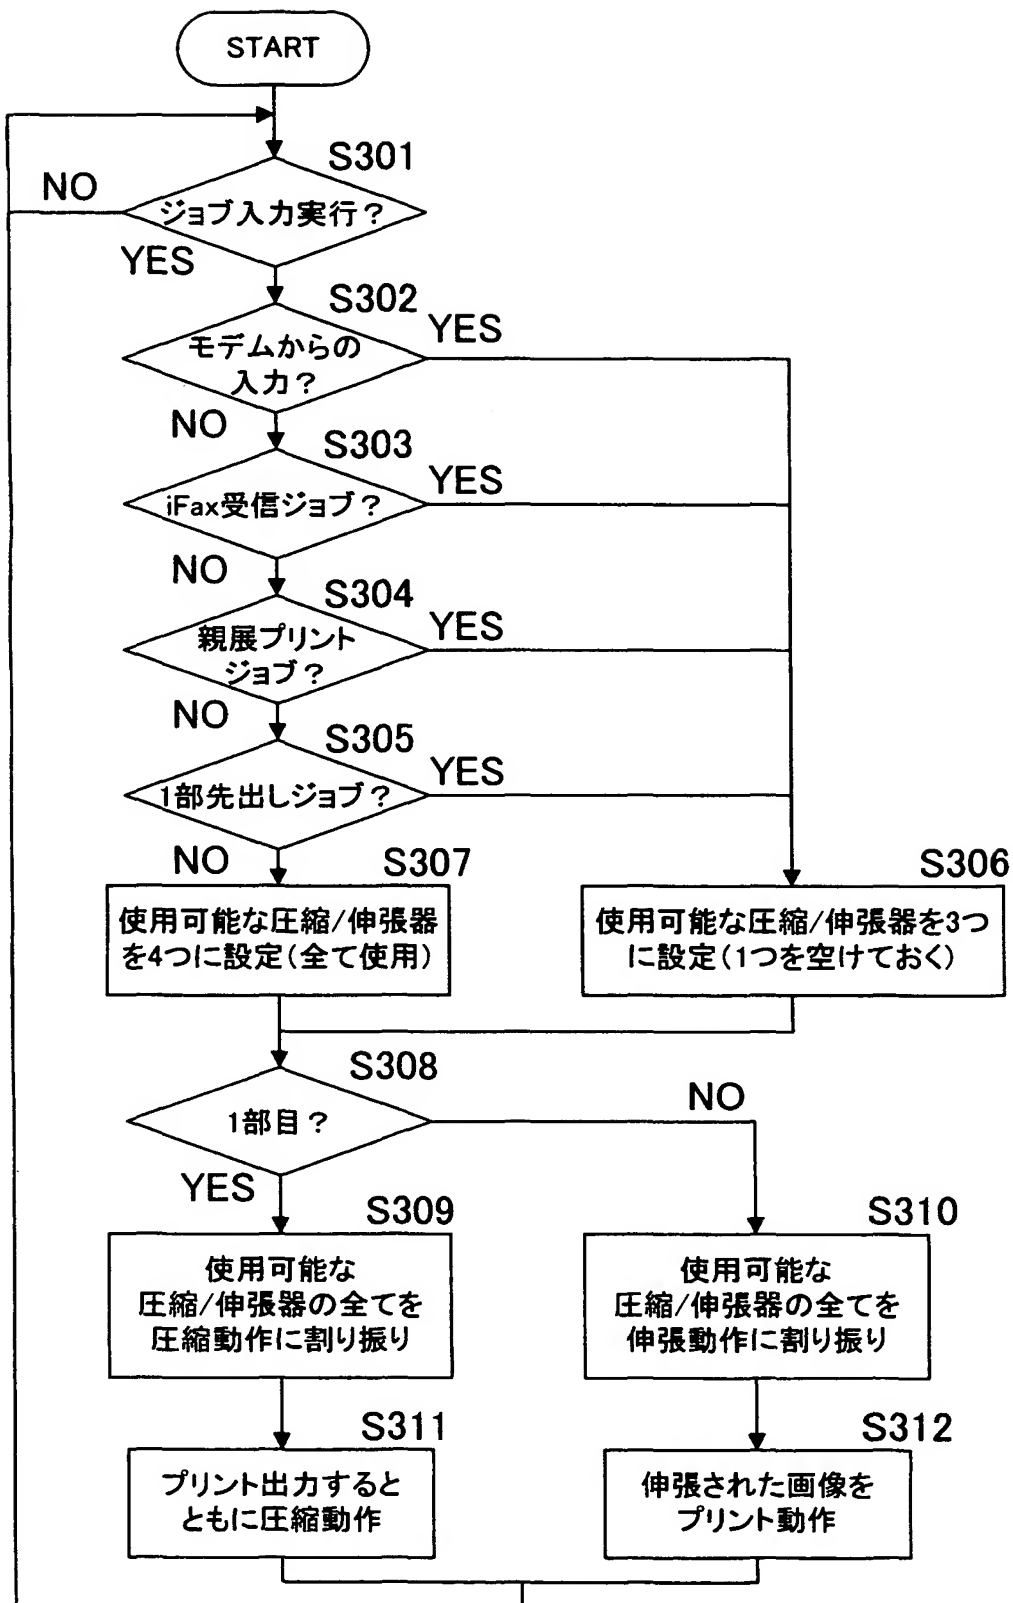 START
S301
NO
ジョブ入力実行？
YES
S302
YES
モデムからの
入力？
NO
S303
YES
iFax受信ジョブ？
NO
S304
YES
親展プリント
ジョブ？
NO
S305
YES
1部先出しジョブ？
NO
S307
S306
使用可能な圧縮/伸張器
を4つに設定(全て使用)
使用可能な圧縮/伸張器を3つ
に設定(1つを空けておく)
S308
NO
1部目？
YES
S309
S310
使用可能な
圧縮/伸張器の全てを
圧縮動作に割り振り
使用可能な
圧縮/伸張器の全てを
伸張動作に割り振り
S311
S312
プリント出力すると
ともに圧縮動作
伸張された画像を
プリント動作